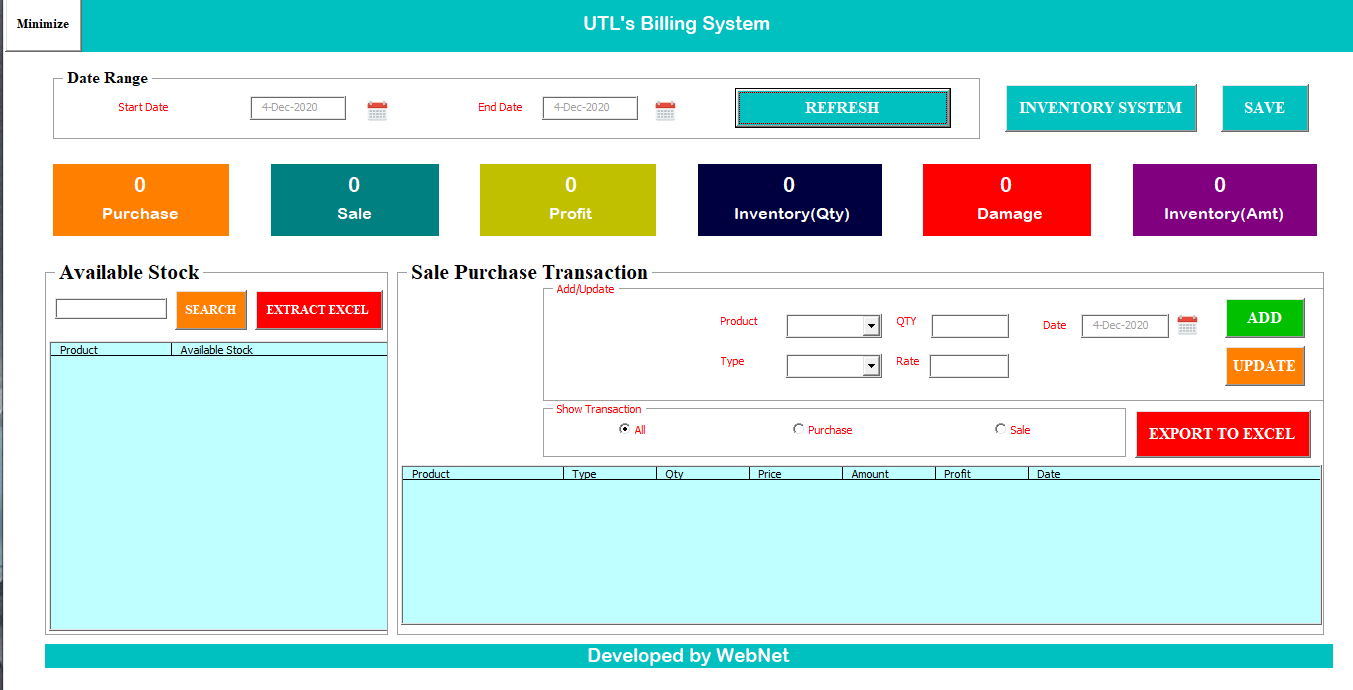 Minimize
UTL's Billing System
Date Range
Start Date
4-Dec-2020
End Date
4-Dec-2020
REFRESH
INVENTORY SYSTEM
SAVE
0
Purchase
0
Sale
0
Profit
0
Inventory(Qty)
0
Damage
0
Inventory(Amt)
Available Stock
SEARCH
EXTRACT EXCEL
Product
Available Stock
Sale Purchase Transaction
Add/Update
Product
QTY
Date
4-Dec-2020
ADD
Type
Rate
UPDATE
Show Transaction
All
Purchase
Sale
EXPORT TO EXCEL
Product
Type
Qty
Price
Amount
Profit
Date
Developed by WebNet